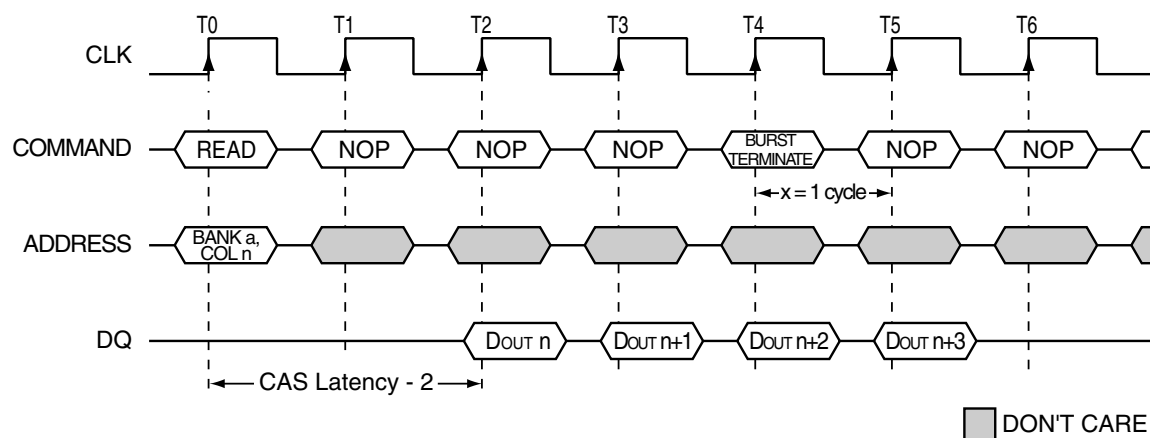 T0 T1 T2 T3 T4 T5 T6
CLK
COMMAND READ NOP NOP NOP BURST TERMINATE NOP NOP
x = 1 cycle
ADDRESS BANK a, COL n
DQ DOUT n DOUT n+1 DOUT n+2 DOUT n+3
CAS Latency - 2
DON'T CARE